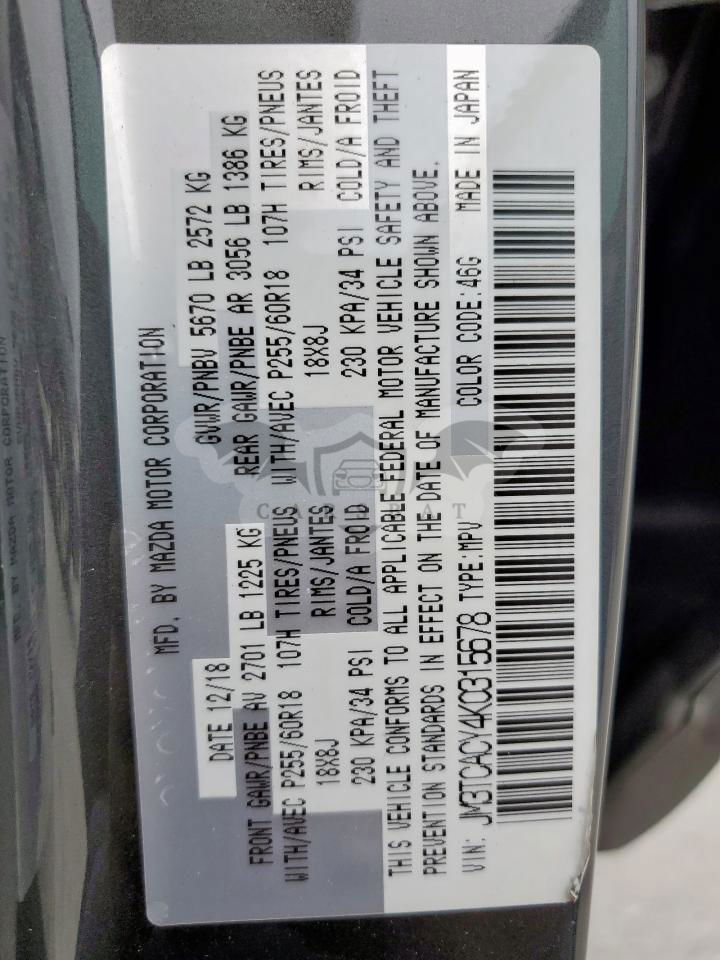 MFD. BY MAZDA MOTOR CORPORATION
DATE 12/18 GVWR/PNBV 5670 LB 2572 KG
FRONT GAWR/PNBE AV 2701 LB 1225 KG REAR GAWR/PNBE AR 3056 LB 1386 KG
WITH/AVEC P255/60R18 107H TIRES/PNEUS WITH/AVEC P255/60R18 107H TIRES/PNEUS
18X8J RIMS/JANTES 18X8J RIMS/JANTES
230 KPA/34 PSI COLD/A FROID 230 KPA/34 PSI COLD/A FROID
THIS VEHICLE CONFORMS TO ALL APPLICABLE FEDERAL MOTOR VEHICLE SAFETY AND THEFT
PREVENTION STANDARDS IN EFFECT ON THE DATE OF MANUFACTURE SHOWN ABOVE.
VIN: JM3TCACY4K0315678 TYPE:MPV COLOR CODE:46G MADE IN JAPAN